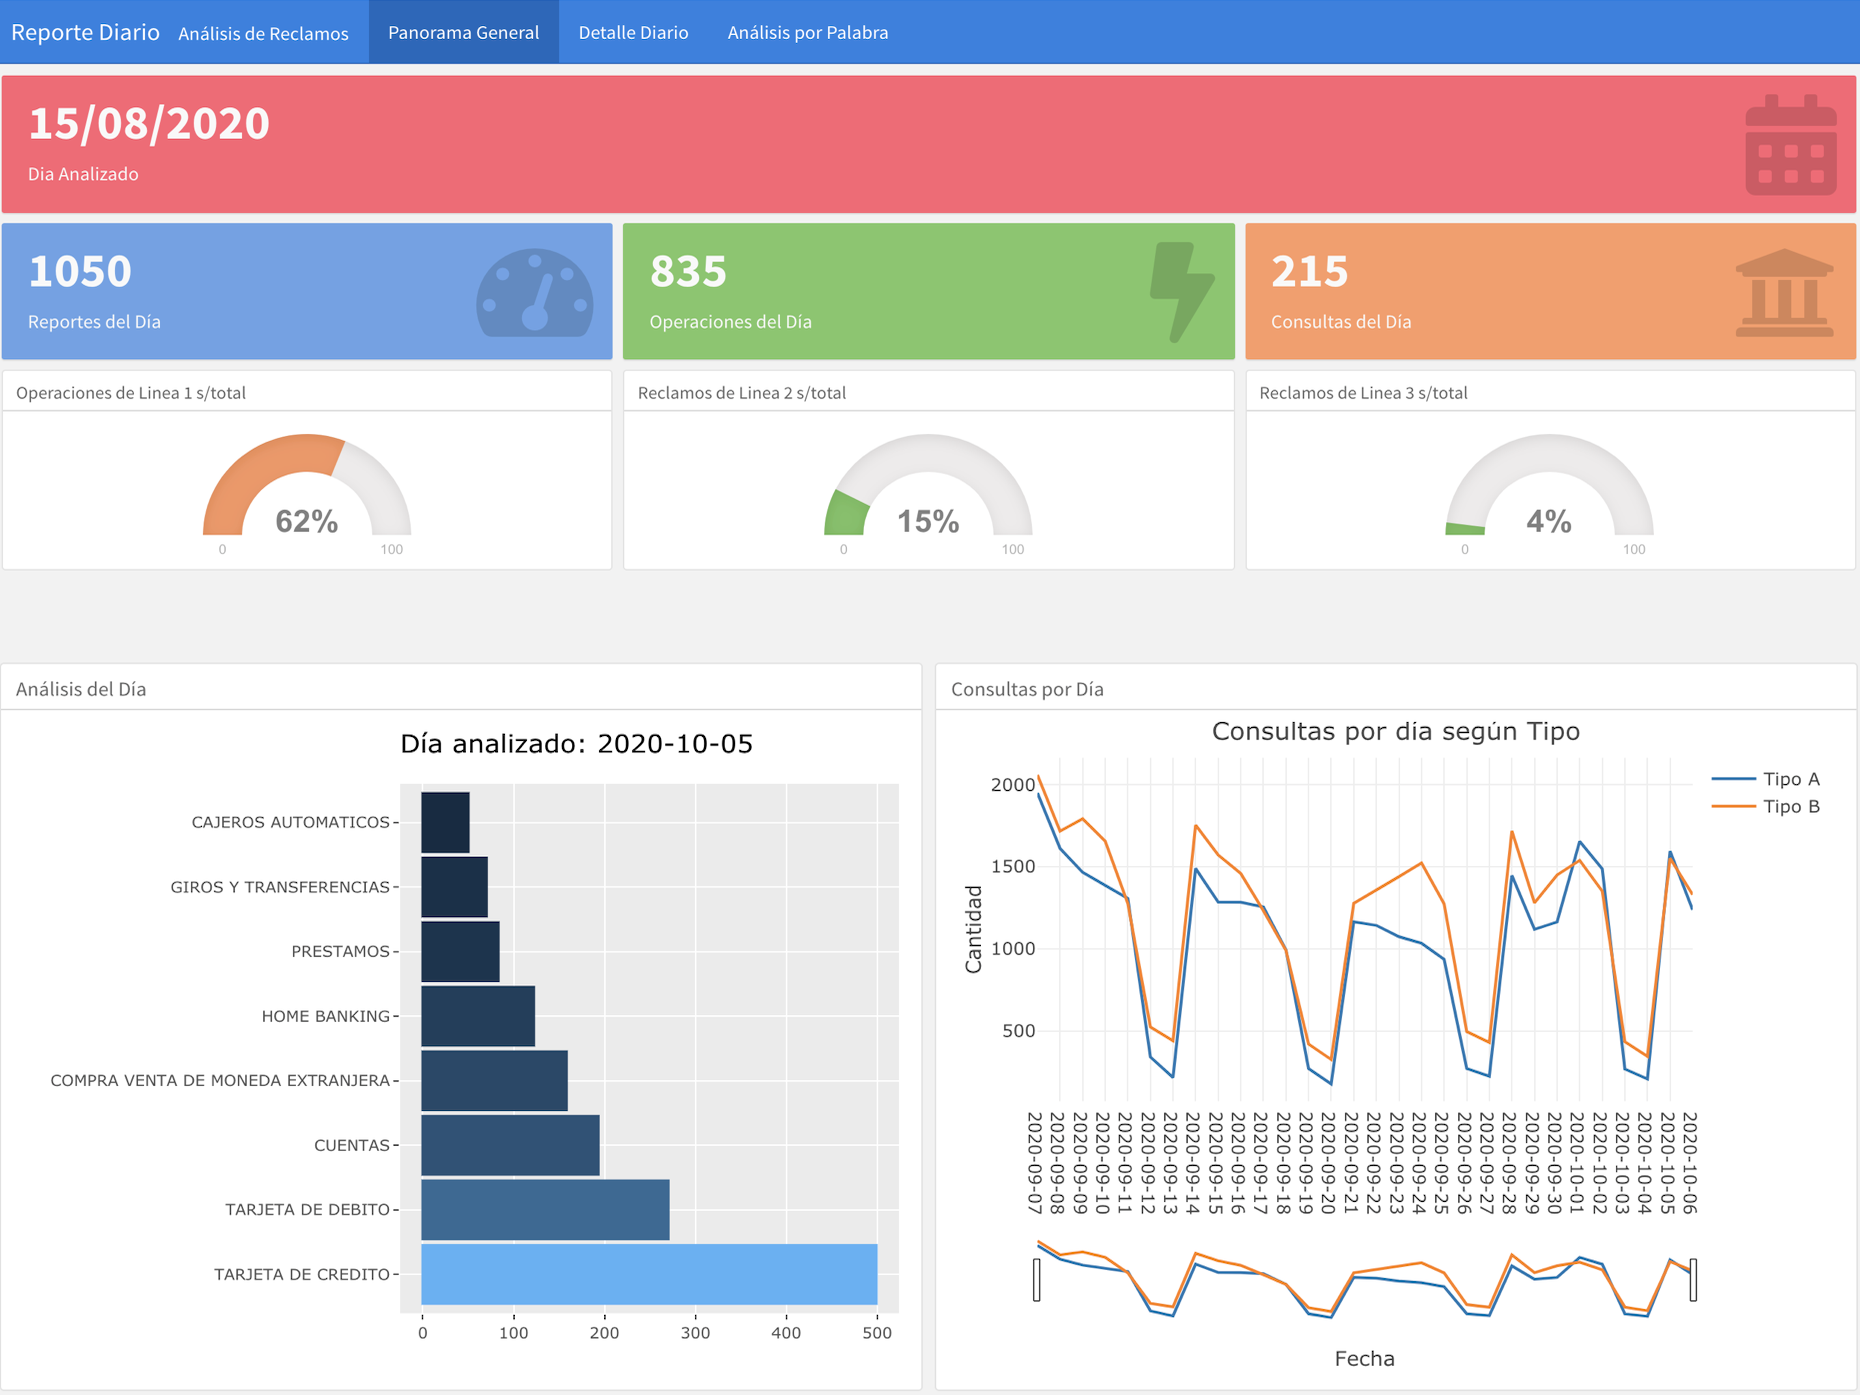 Reporte Diario Análisis de Reclamos Panorama General Detalle Diario Análisis por Palabra
15/08/2020
Dia Analizado
1050
Reportes del Día
835
Operaciones del Día
215
Consultas del Día
Operaciones de Linea 1 s/total
62%
0 100
Reclamos de Linea 2 s/total
15%
0 100
Reclamos de Linea 3 s/total
4%
0 100
Análisis del Día
Día analizado: 2020-10-05
CAJEROS AUTOMATICOS
GIROS Y TRANSFERENCIAS
PRESTAMOS
HOME BANKING
COMPRA VENTA DE MONEDA EXTRANJERA
CUENTAS
TARJETA DE DEBITO
TARJETA DE CREDITO
0 100 200 300 400 500
Consultas por Día
Consultas por dia según Tipo
Tipo A
Tipo B
Cantidad
2000
1500
1000
500
2020-09-07
2020-09-08
2020-09-09
2020-09-10
2020-09-11
2020-09-12
2020-09-13
2020-09-14
2020-09-15
2020-09-16
2020-09-17
2020-09-18
2020-09-19
2020-09-20
2020-09-21
2020-09-22
2020-09-23
2020-09-24
2020-09-25
2020-09-26
2020-09-27
2020-09-28
2020-09-29
2020-09-30
2020-10-01
2020-10-02
2020-10-03
2020-10-04
2020-10-05
2020-10-06
Fecha